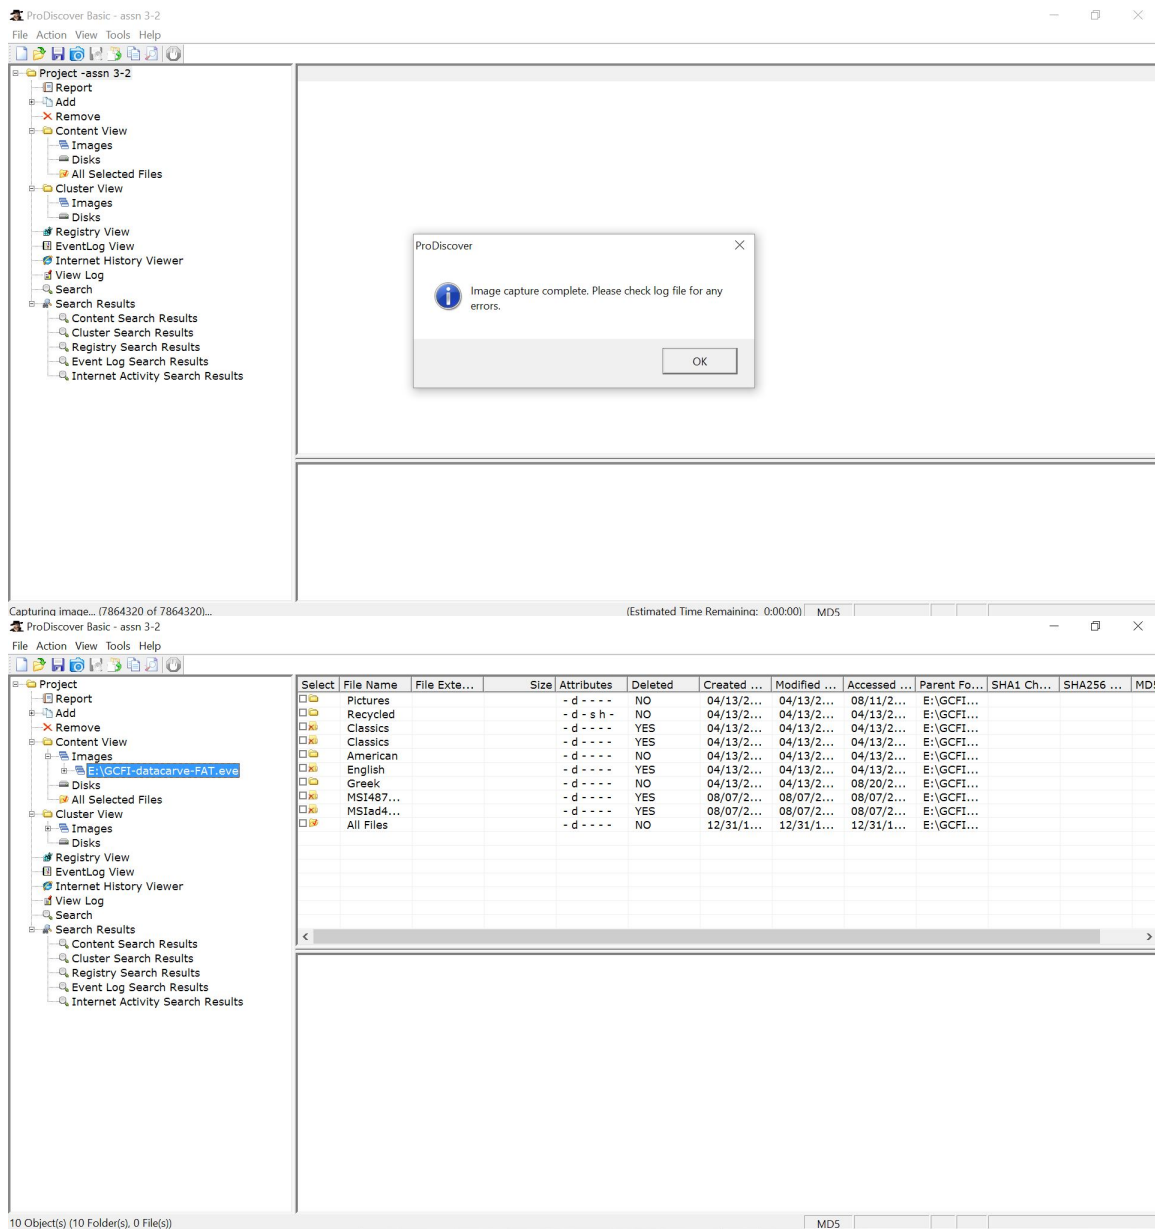 ProDiscover Basic - assn 3-2
File Action View Tools Help
Project -assn 3-2
Report
Add
Remove
Content View
Images
Disks
All Selected Files
Cluster View
Images
Disks
Registry View
EventLog View
Internet History Viewer
View Log
Search
Search Results
Content Search Results
Cluster Search Results
Registry Search Results
Event Log Search Results
Internet Activity Search Results
ProDiscover
Image capture complete. Please check log file for any
errors.
OK
Capturing image... (7864320 of 7864320)... (Estimated Time Remaining: 0:00:00) MD5
ProDiscover Basic - assn 3-2
File Action View Tools Help
Project
Report
Add
Remove
Content View
Images
E:\GCFI-datacarve-FAT.eve
Disks
All Selected Files
Cluster View
Images
Disks
Registry View
EventLog View
Internet History Viewer
View Log
Search
Search Results
Content Search Results
Cluster Search Results
Registry Search Results
Event Log Search Results
Internet Activity Search Results
Select File Name File Exte... Size Attributes Deleted Created ... Modified ... Accessed ... Parent Fo... SHA1 Ch... SHA256 ... MD5
Pictures - d - - - - NO 04/13/2... 04/13/2... 08/11/2... E:\GCFI...
Recycled - d - s h - NO 04/13/2... 04/13/2... 04/13/2... E:\GCFI...
Classics - d - - - - YES 04/13/2... 04/13/2... 04/13/2... E:\GCFI...
Classics - d - - - - YES 04/13/2... 04/13/2... 04/13/2... E:\GCFI...
American - d - - - - NO 04/13/2... 04/13/2... 04/13/2... E:\GCFI...
English - d - - - - YES 04/13/2... 04/13/2... 04/13/2... E:\GCFI...
Greek - d - - - - NO 04/13/2... 04/13/2... 08/20/2... E:\GCFI...
MSI487... - d - - - - YES 08/07/2... 08/07/2... 08/07/2... E:\GCFI...
MSIad4... - d - - - - YES 08/07/2... 08/07/2... 08/07/2... E:\GCFI...
All Files - d - - - - NO 12/31/1... 12/31/1... 12/31/1... E:\GCFI...
10 Object(s) (10 Folder(s), 0 File(s)) MD5